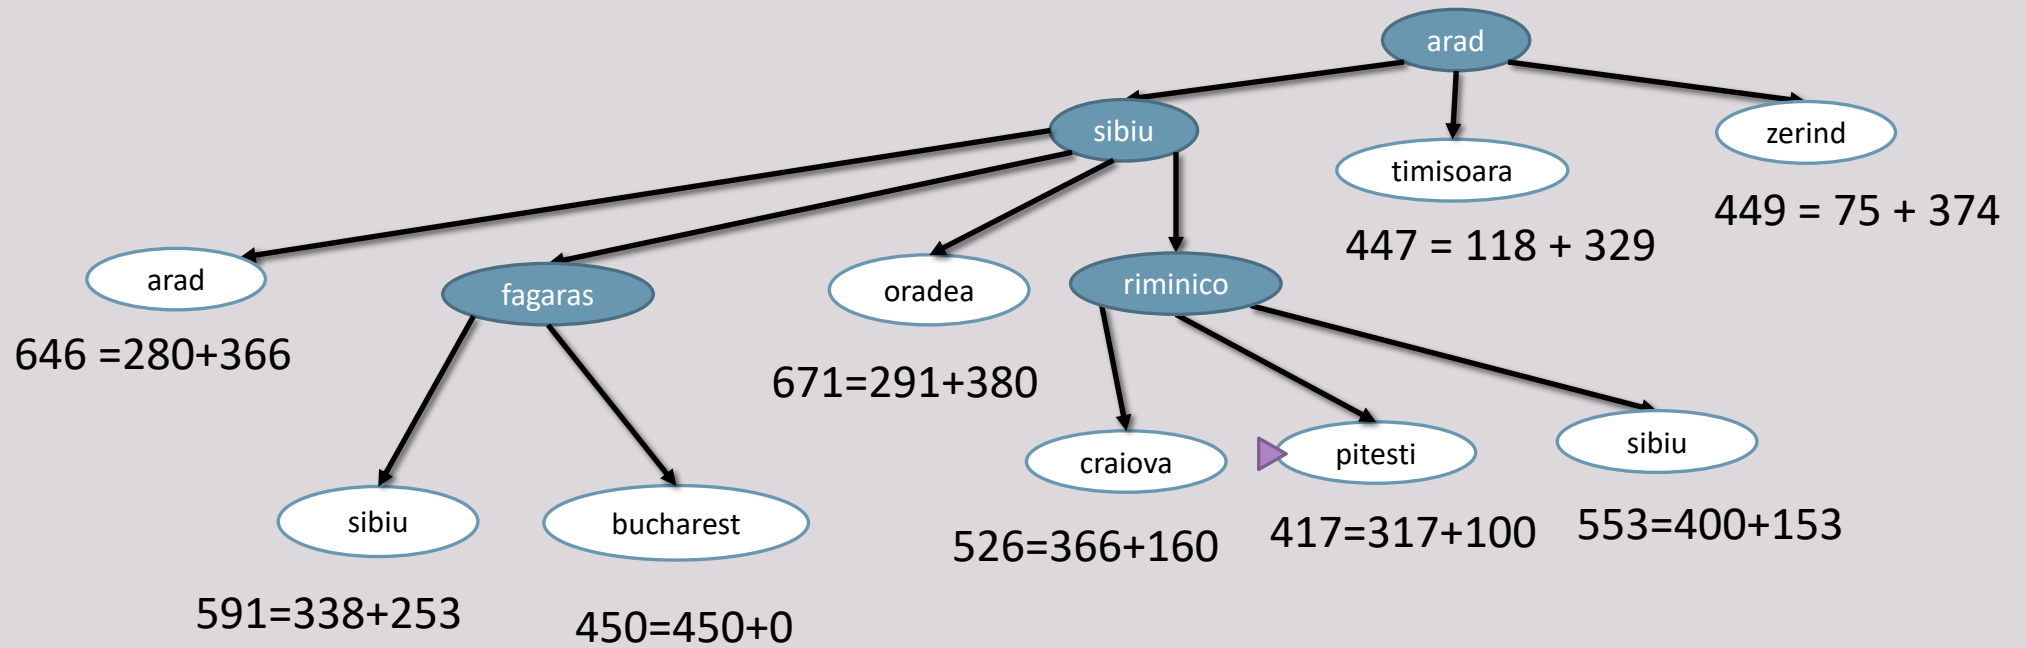 arad
sibiu
timisoara
zerind
447 = 118 + 329
449 = 75 + 374
arad
fagaras
oradea
riminico
646 =280+366
671=291+380
sibiu
bucharest
craiova
pitesti
sibiu
591=338+253
450=450+0
526=366+160
417=317+100
553=400+153